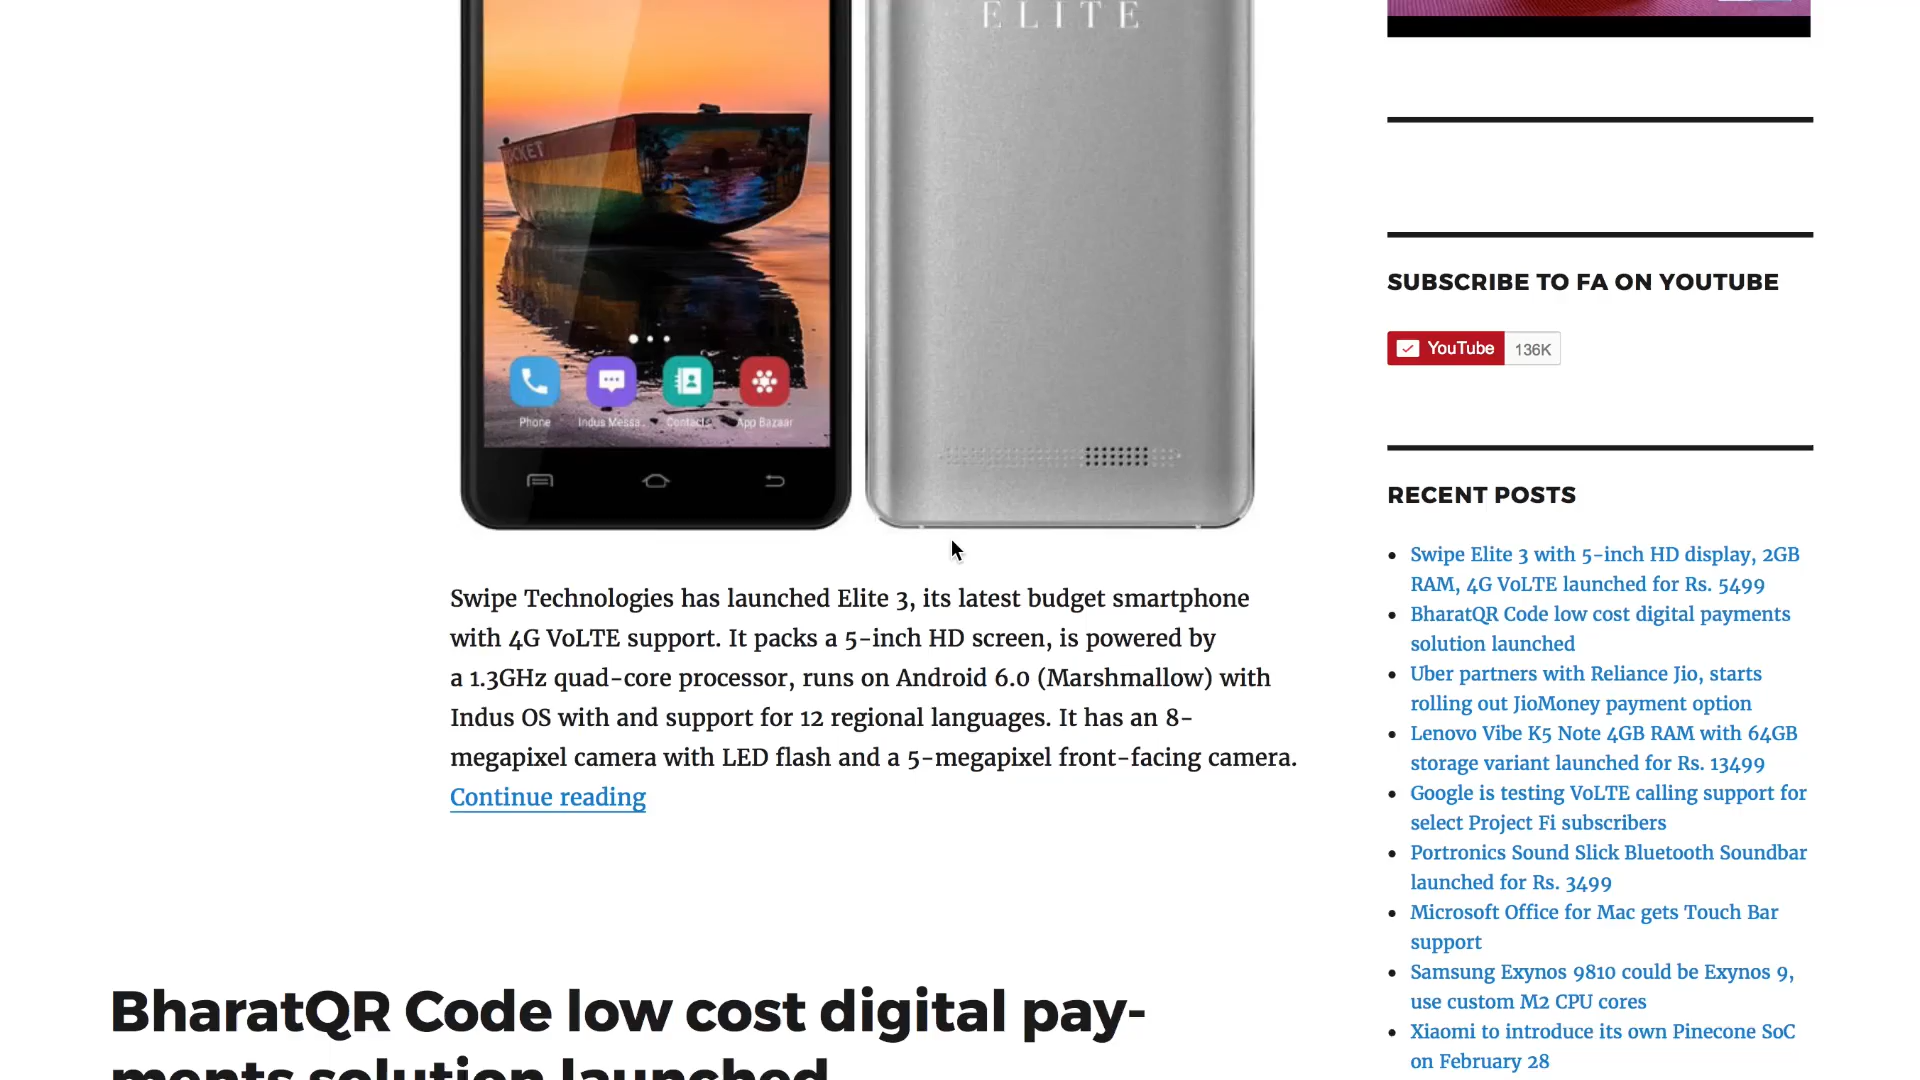 ELITE
Phone
Indus Messa..
Contacts
App Bazaar
Swipe Technologies has launched Elite 3, its latest budget smartphone
with 4G VoLTE support. It packs a 5-inch HD screen, is powered by
a 1.3GHz quad-core processor, runs on Android 6.0 (Marshmallow) with
Indus OS with and support for 12 regional languages. It has an 8-
megapixel camera with LED flash and a 5-megapixel front-facing camera.
Continue reading
BharatQR Code low cost digital pay-
ments solution launched
SUBSCRIBE TO FA ON YOUTUBE
YouTube 136K
RECENT POSTS
Swipe Elite 3 with 5-inch HD display, 2GB
RAM, 4G VoLTE launched for Rs. 5499
BharatQR Code low cost digital payments
solution launched
Uber partners with Reliance Jio, starts
rolling out JioMoney payment option
Lenovo Vibe K5 Note 4GB RAM with 64GB
storage variant launched for Rs. 13499
Google is testing VoLTE calling support for
select Project Fi subscribers
Portronics Sound Slick Bluetooth Soundbar
launched for Rs. 3499
Microsoft Office for Mac gets Touch Bar
support
Samsung Exynos 9810 could be Exynos 9,
use custom M2 CPU cores
Xiaomi to introduce its own Pinecone SoC
on February 28